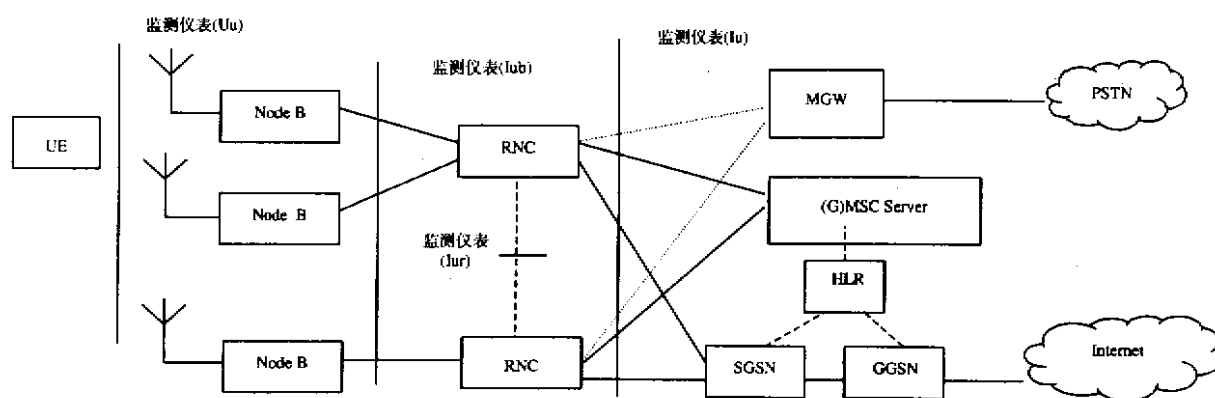 监测仪表(Uu)
监测仪表(Iub)
监测仪表(Iu)
UE
Node B
Node B
Node B
RNC
监测仪表
(Iur)
RNC
MGW
PSTN
(G)MSC Server
HLR
SGSN
GGSN
Internet